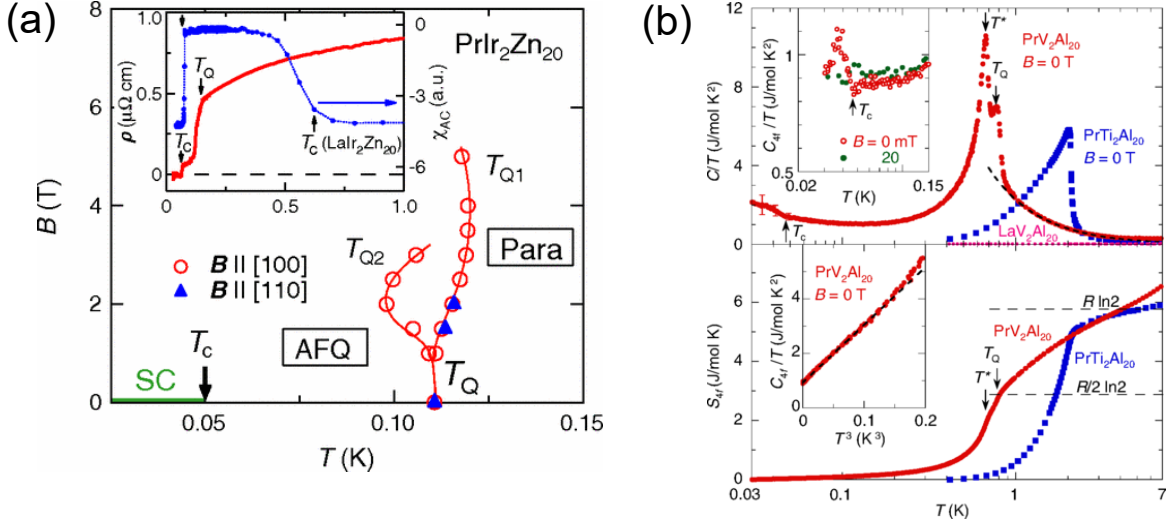 (a)
PrIr2Zn20
B (T)
8
6
4
2
0
0.05
0.10
0.15
T (K)
ρ (μΩ cm)
1.0
0.5
0
0
0.5
1.0
T (K)
χAC (a.u.)
0
-3
-6
TQ
Tc
Tc (LaIr2Zn20)
TQ1
TQ2
Para
B || [100]
B || [110]
AFQ
TQ
Tc
SC
(b)
C/T (J/mol K2)
12
10
8
6
4
2
0
T*
TQ
PrV2Al20
B = 0 T
PrTi2Al20
B = 0 T
LaV2Al20
Tc
C4f /T (J/mol K2)
1
0.5
0.02
0.15
T (K)
Tc
B = 0 mT
20
S4f (J/mol K)
6
4
2
0
R ln2
PrV2Al20
TQ
T*
PrTi2Al20
R/2 ln2
C4f /T (J/mol K2)
4
2
0
0
0.1
0.2
T3 (K3)
PrV2Al20
B = 0 T
0.03
0.1
1
7
T (K)